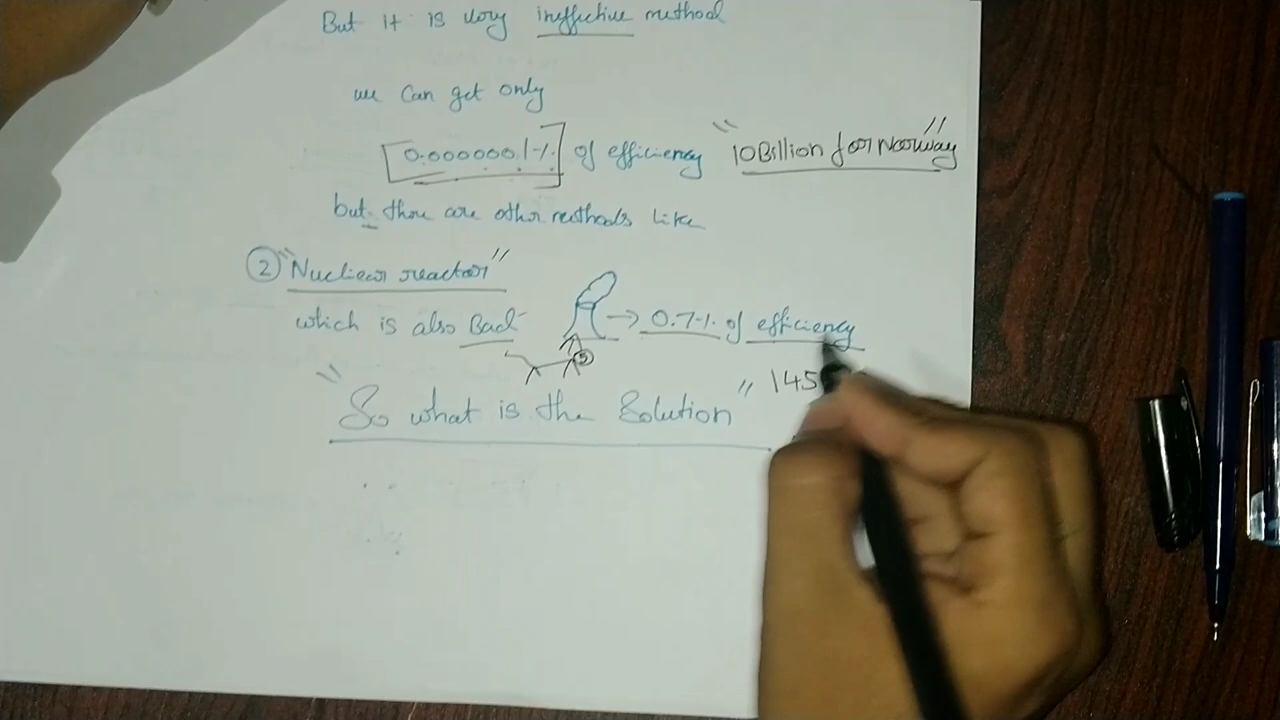 But it is very ineffective method
we can get only
0.000000.1% of efficiency "10Billion for Norway"
but there are other methods like
② "Nuclear reactor"
which is also Bad → 0.7% of efficiency
"So what is the Solution" 145